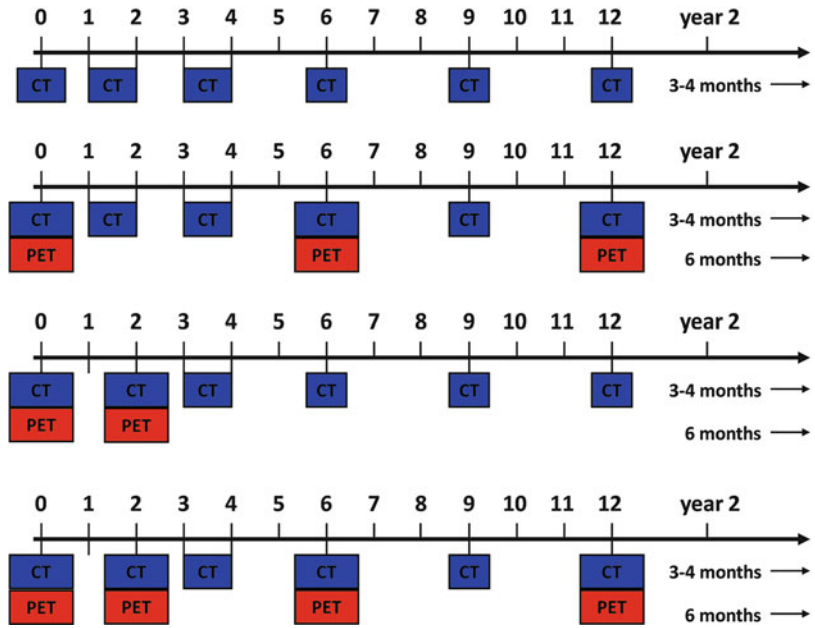 0 1 2 3 4 5 6 7 8 9 10 11 12 year 2
CT CT CT CT CT CT 3-4 months
0 1 2 3 4 5 6 7 8 9 10 11 12 year 2
CT CT CT CT CT CT 3-4 months
PET PET PET 6 months
0 1 2 3 4 5 6 7 8 9 10 11 12 year 2
CT CT CT CT CT CT 3-4 months
PET PET 6 months
0 1 2 3 4 5 6 7 8 9 10 11 12 year 2
CT CT CT CT CT CT 3-4 months
PET PET PET PET 6 months